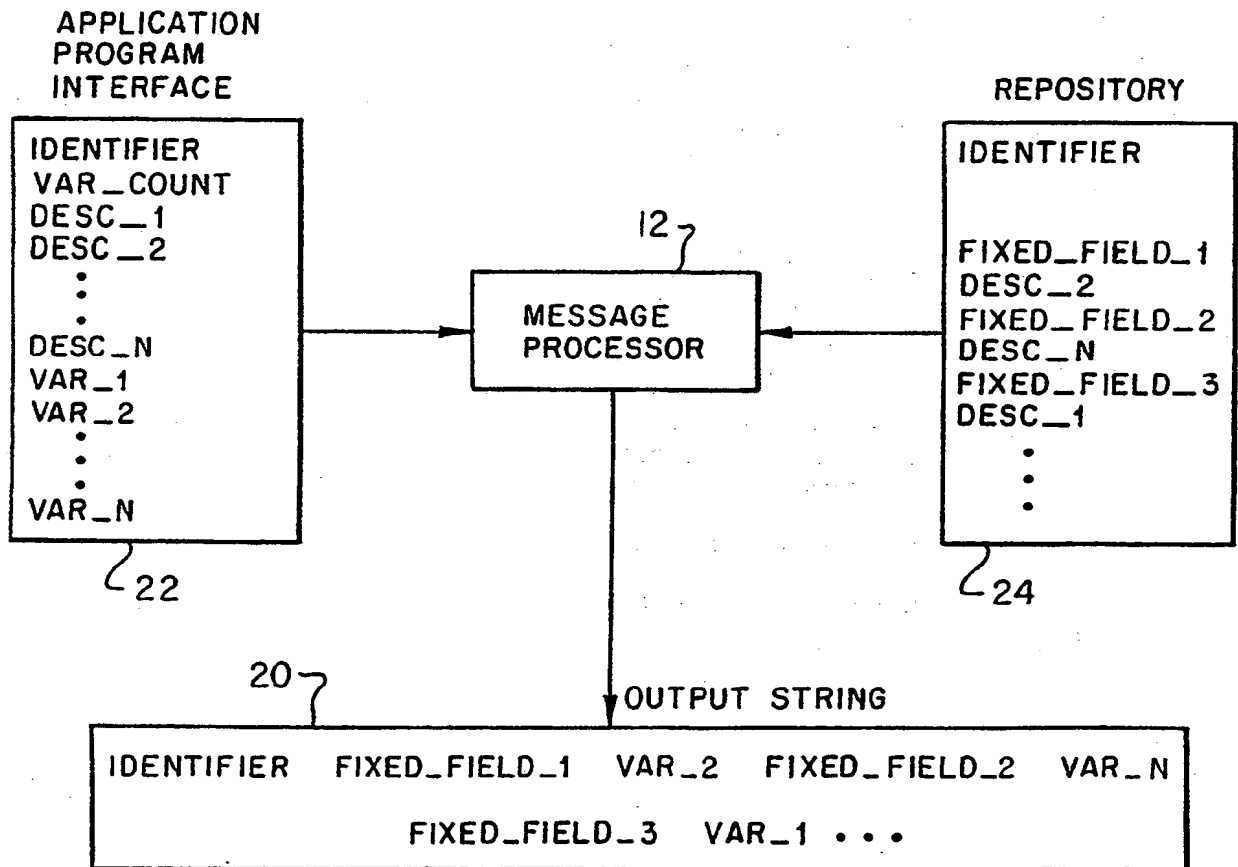 APPLICATION
PROGRAM
INTERFACE
IDENTIFIER
VAR_COUNT
DESC_1
DESC_2
DESC_N
VAR_1
VAR_2
VAR_N
22
12
MESSAGE
PROCESSOR
REPOSITORY
IDENTIFIER
FIXED_FIELD_1
DESC_2
FIXED_FIELD_2
DESC_N
FIXED_FIELD_3
DESC_1
24
20
OUTPUT STRING
IDENTIFIER FIXED_FIELD_1 VAR_2 FIXED_FIELD_2 VAR_N
FIXED_FIELD_3 VAR_1 •••